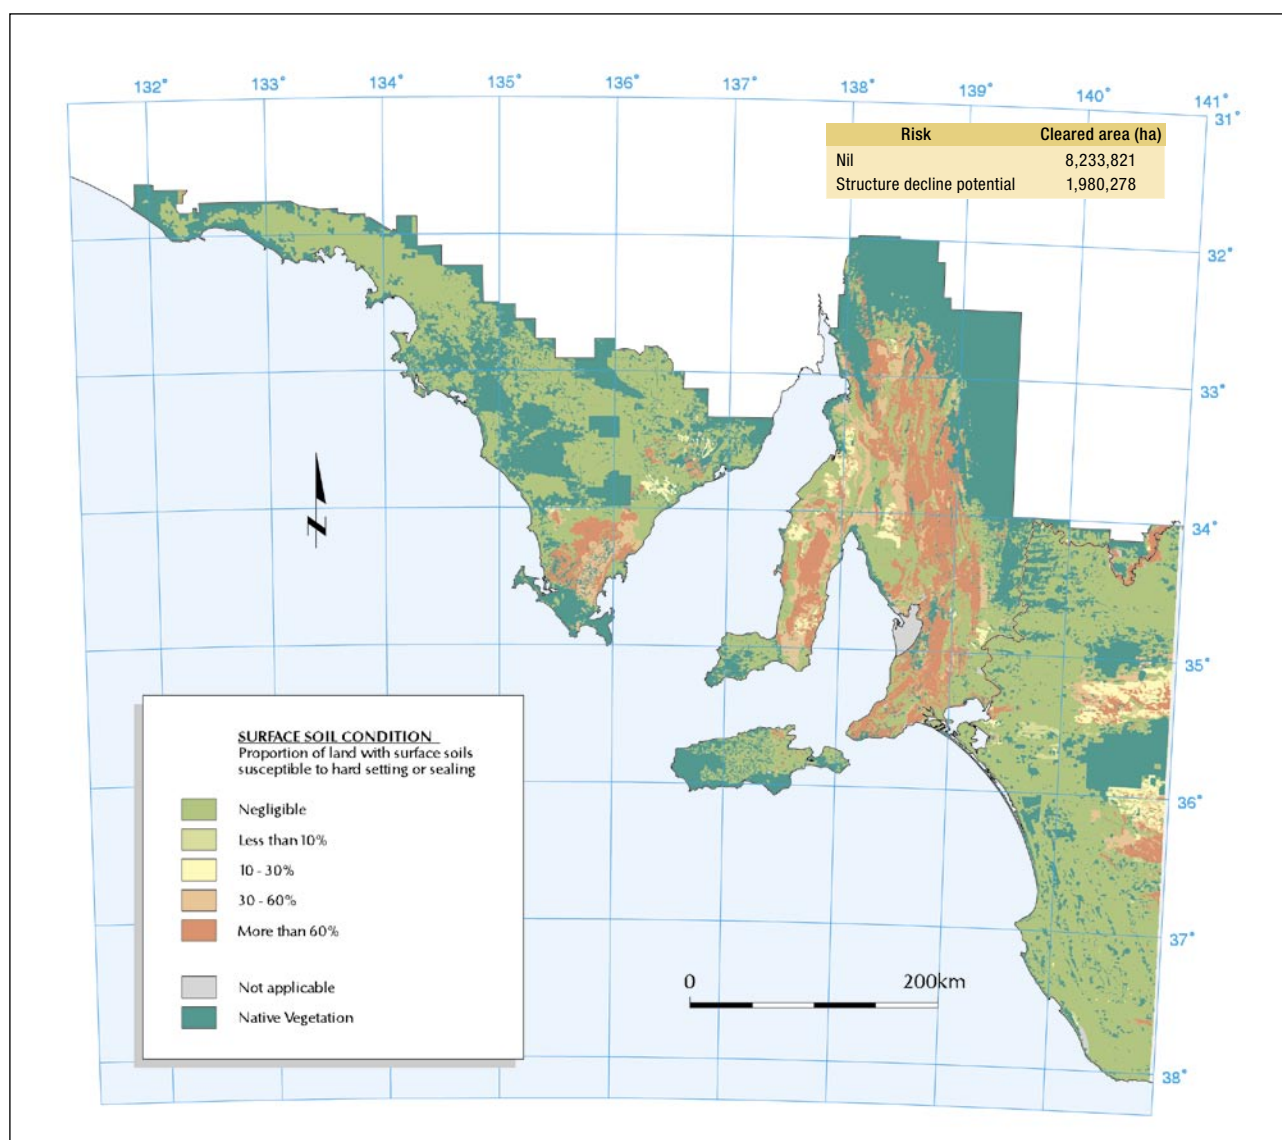 132°
133°
134°
135°
136°
137°
138°
139°
140°
141°
31°
Risk Cleared area (ha)
Nil 8,233,821
Structure decline potential 1,980,278
32°
33°
34°
35°
36°
37°
38°
N
SURFACE SOIL CONDITION
Proportion of land with surface soils
susceptible to hard setting or sealing
Negligible
Less than 10%
10 - 30%
30 - 60%
More than 60%
Not applicable
Native Vegetation
0 200km